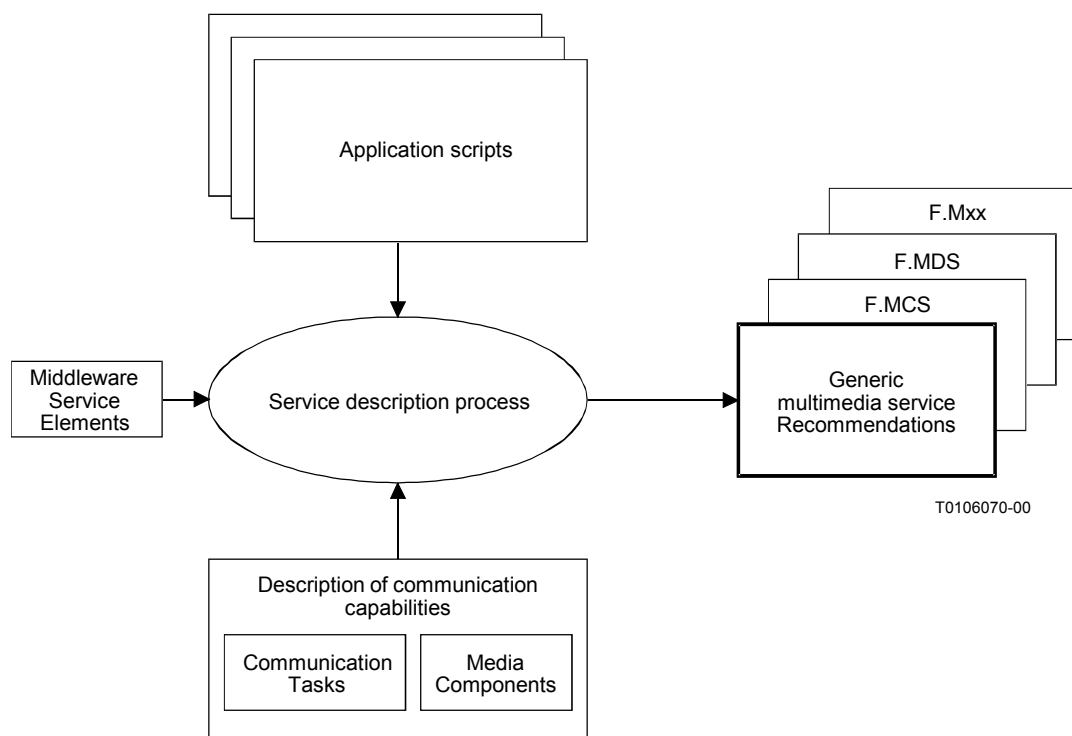 Application scripts
F.Mxx
F.MDS
F.MCS
Middleware
Service
Elements
Service description process
Generic
multimedia service
Recommendations
T0106070-00
Description of communication
capabilities
Communication
Tasks
Media
Components